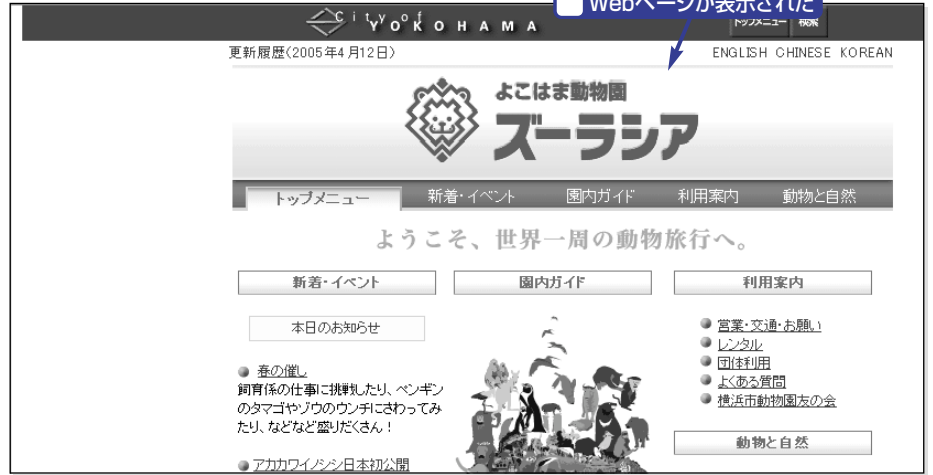 City of YOKOHAMA
Webページが表示された
トップメニュー 検索
更新履歴(2005年4月12日)
ENGLISH CHINESE KOREAN
よこはま動物園
ズーラシア
トップメニュー 新着・イベント 園内ガイド 利用案内 動物と自然
ようこそ、世界一周の動物旅行へ。
新着・イベント
本日のお知らせ
春の催し
飼育係の仕事に挑戦したり、ペンギン
のタマゴやゾウのウンチにさわってみ
たり、などなど盛りだくさん！
アカカワイノシシ日本初公開
園内ガイド
利用案内
営業・交通・お願い
レンタル
団体利用
よくある質問
横浜市動物園友の会
動物と自然